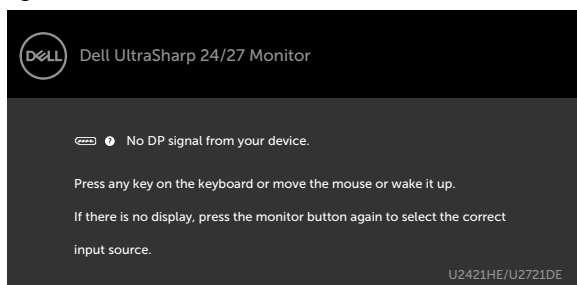 DELL
Dell UltraSharp 24/27 Monitor
? No DP signal from your device.
Press any key on the keyboard or move the mouse or wake it up.
If there is no display, press the monitor button again to select the correct
input source.
U2421HE/U2721DE